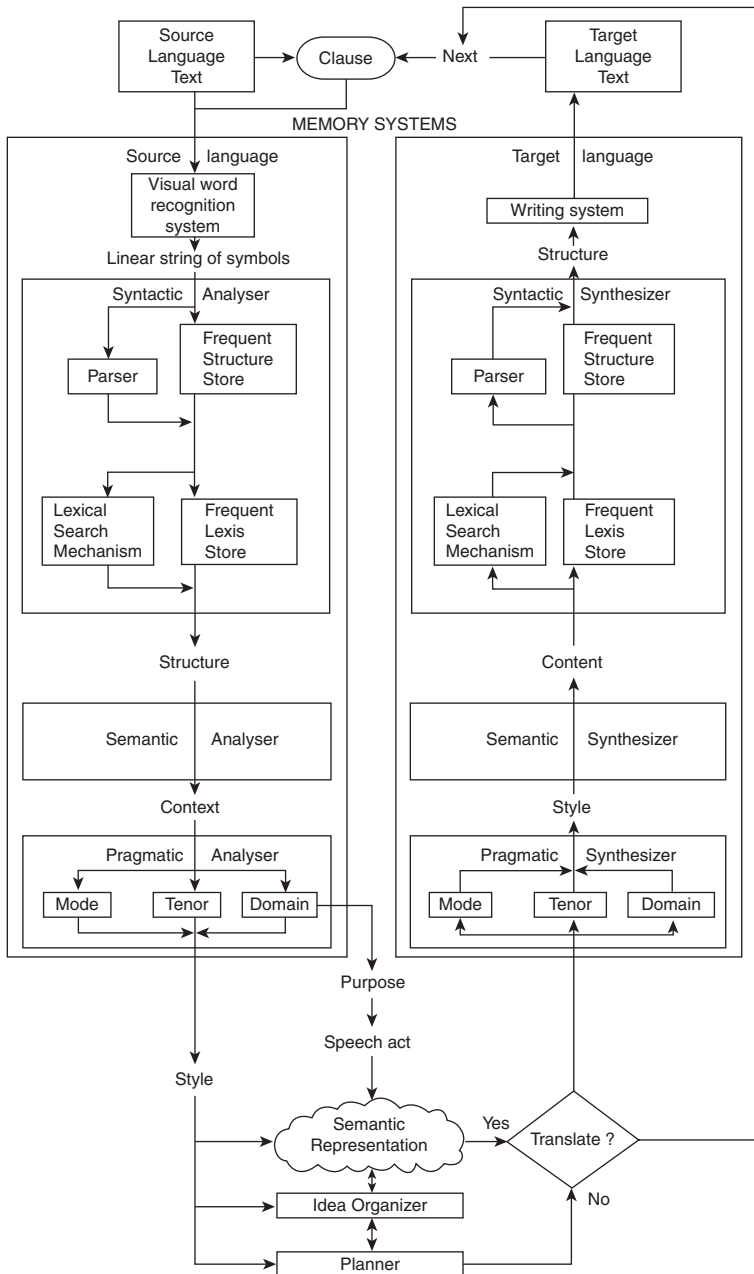 Source
Language
Text
Clause
Next
Target
Language
Text
MEMORY SYSTEMS
Source language
Visual word
recognition
system
Linear string of symbols
Syntactic Analyser
Parser
Frequent
Structure
Store
Lexical
Search
Mechanism
Frequent
Lexis
Store
Structure
Semantic Analyser
Context
Pragmatic Analyser
Mode
Tenor
Domain
Purpose
Speech act
Style
Semantic
Representation
Idea Organizer
Planner
Yes
Translate ?
No
Target language
Writing system
Structure
Syntactic Synthesizer
Parser
Frequent
Structure
Store
Lexical
Search
Mechanism
Frequent
Lexis
Store
Content
Semantic Synthesizer
Style
Pragmatic Synthesizer
Mode
Tenor
Domain